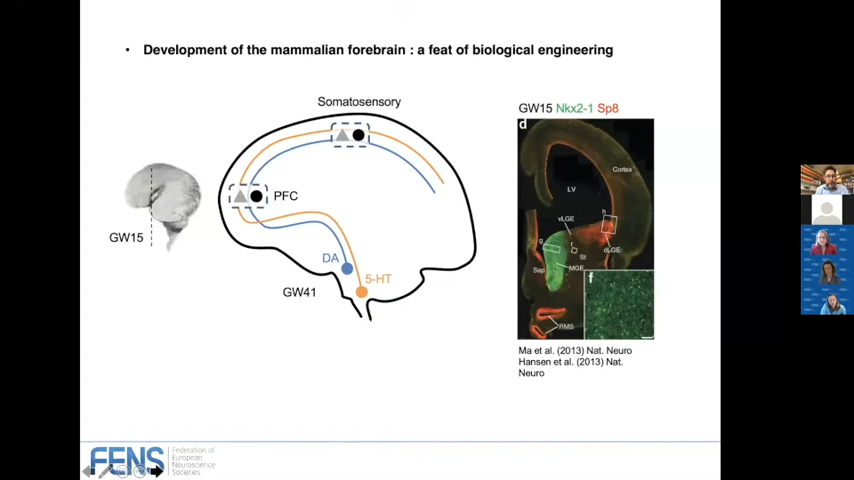 • Development of the mammalian forebrain : a feat of biological engineering
Somatosensory
PFC
GW15
DA
5-HT
GW41
GW15 Nkx2-1 Sp8
d
Cortex
LV
h
vLGE
dLGE
g
f
St
Sep
MGE
f
RMS
Ma et al. (2013) Nat. Neuro
Hansen et al. (2013) Nat.
Neuro
FENS
Federation of
European
Neuroscience
Societies